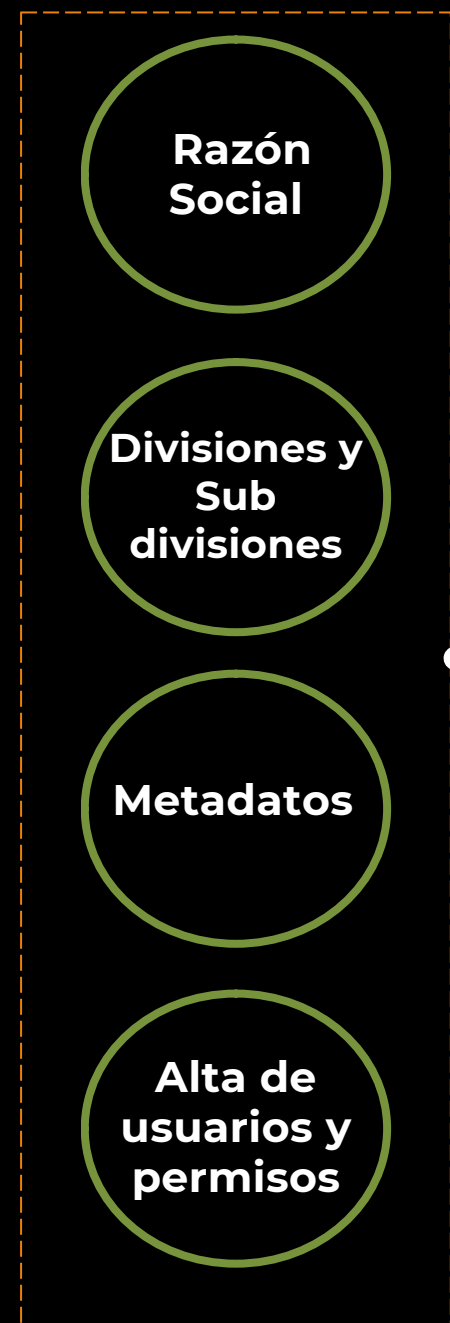 Razón
Social
Divisiones y
Sub
divisiones
Metadatos
Alta de
usuarios y
permisos